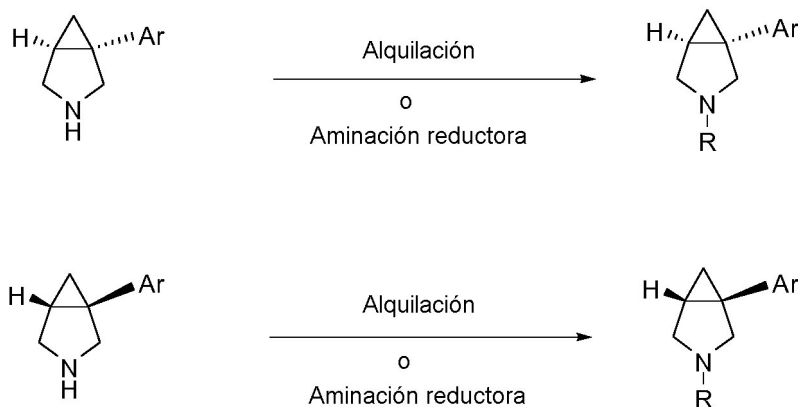 H Ar
N
H
Alquilación
o
Aminación reductora
H Ar
N
R
H Ar
N
H
Alquilación
o
Aminación reductora
H Ar
N
R